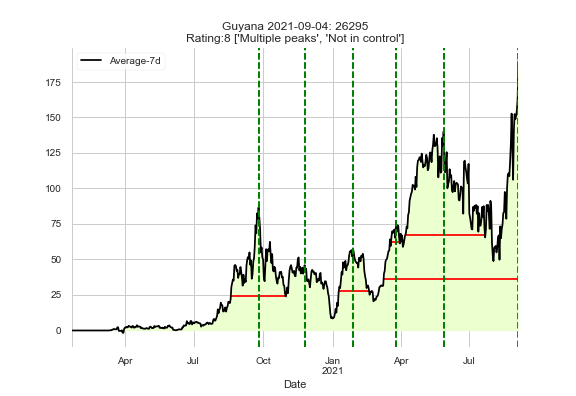 Guyana 2021-09-04: 26295
Rating:8 ['Multiple peaks', 'Not in control']
Average-7d
175
150
125
100
75
50
25
0
Apr
Jul
Oct
Jan
2021
Apr
Jul
Date